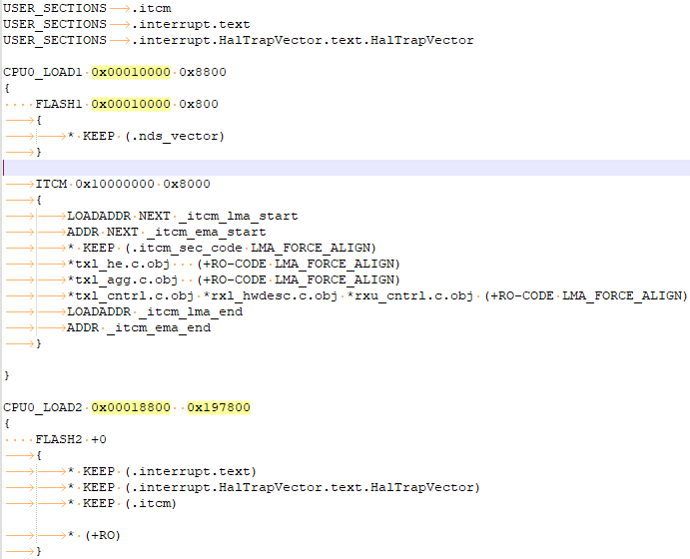 USER_SECTIONS .itcm
USER_SECTIONS .interrupt.text
USER_SECTIONS .interrupt.HalTrapVector.text.HalTrapVector
CPU0_LOAD1 0x00010000 0x8800
{
FLASH1 0x00010000 0x800
{
* KEEP (.nds_vector)
}
ITCM 0x10000000 0x8000
{
LOADADDR NEXT _itcm_lma_start
ADDR NEXT _itcm_ema_start
* KEEP (.itcm_sec_code LMA_FORCE_ALIGN)
*txl_he.c.obj (+RO-CODE LMA_FORCE_ALIGN)
*txl_agg.c.obj (+RO-CODE LMA_FORCE_ALIGN)
*txl_cntrl.c.obj *rxl_hwdesc.c.obj *rxu_cntrl.c.obj (+RO-CODE LMA_FORCE_ALIGN)
LOADADDR _itcm_lma_end
ADDR _itcm_ema_end
}
}
CPU0_LOAD2 0x00018800 0x197800
{
FLASH2 +0
{
* KEEP (.interrupt.text)
* KEEP (.interrupt.HalTrapVector.text.HalTrapVector)
* KEEP (.itcm)
* (+RO)
}